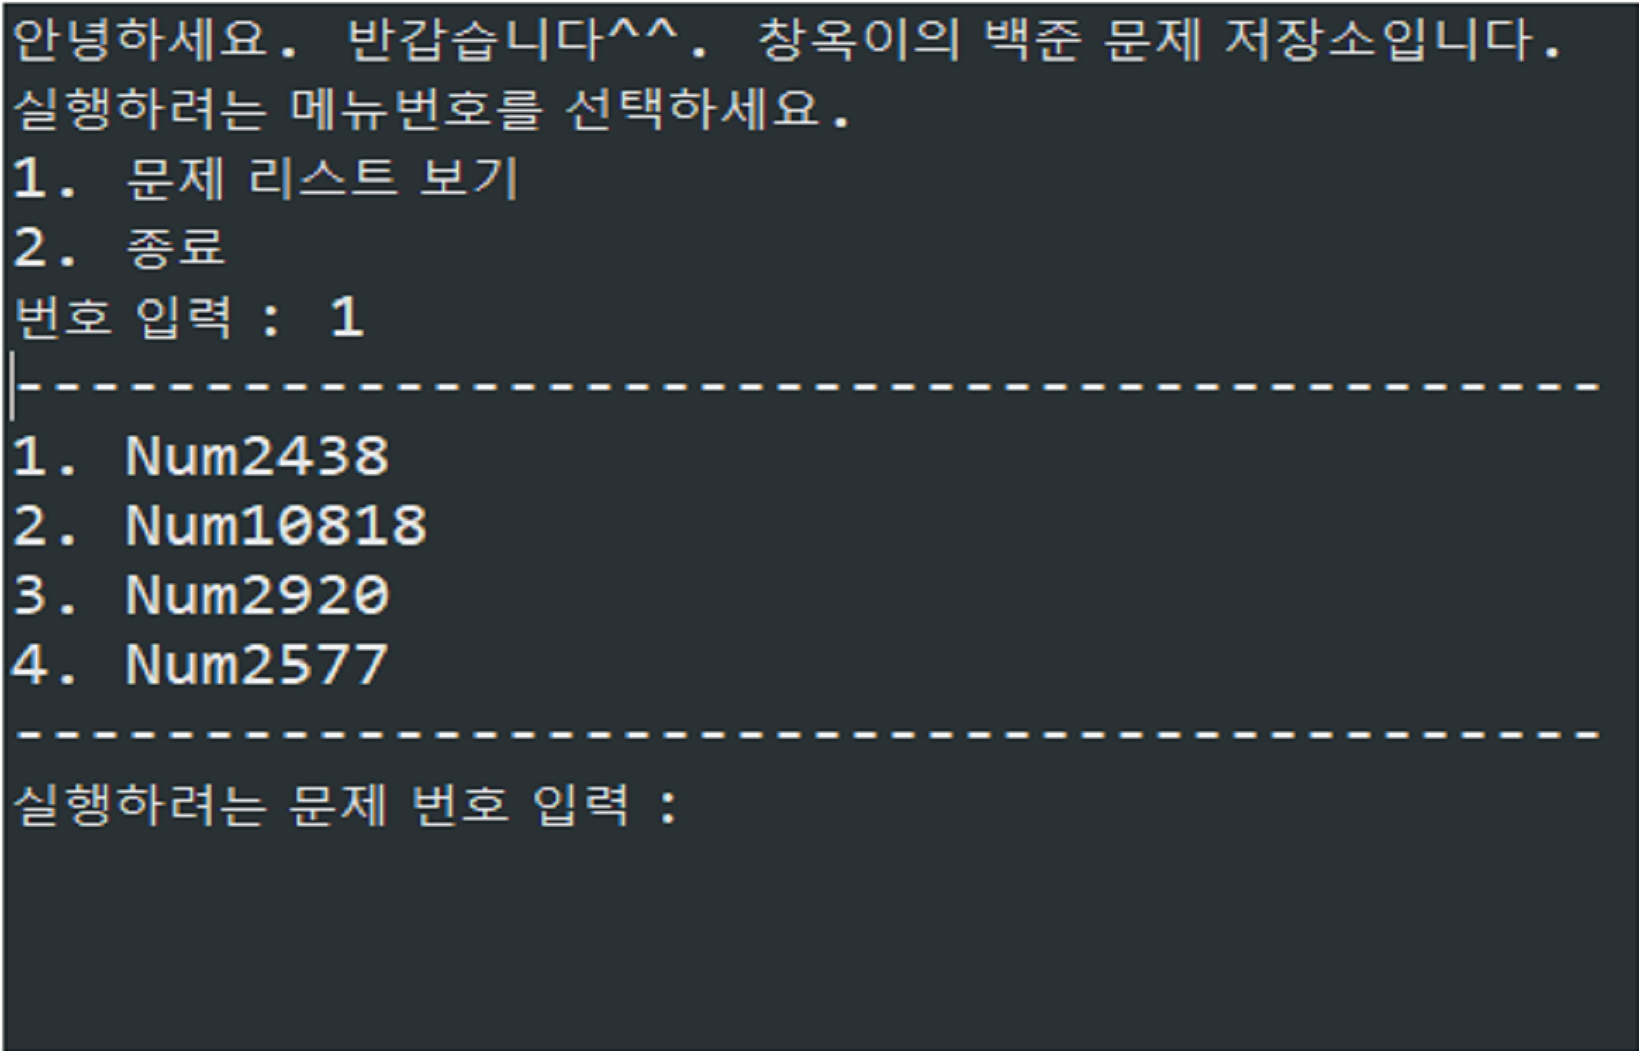 안녕하세요. 반갑습니다^^. 창옥이의 백준 문제 저장소입니다.
실행하려는 메뉴번호를 선택하세요.
1. 문제 리스트 보기
2. 종료
번호 입력 : 1
------------------------------------------
1. Num2438
2. Num10818
3. Num2920
4. Num2577
------------------------------------------
실행하려는 문제 번호 입력 :